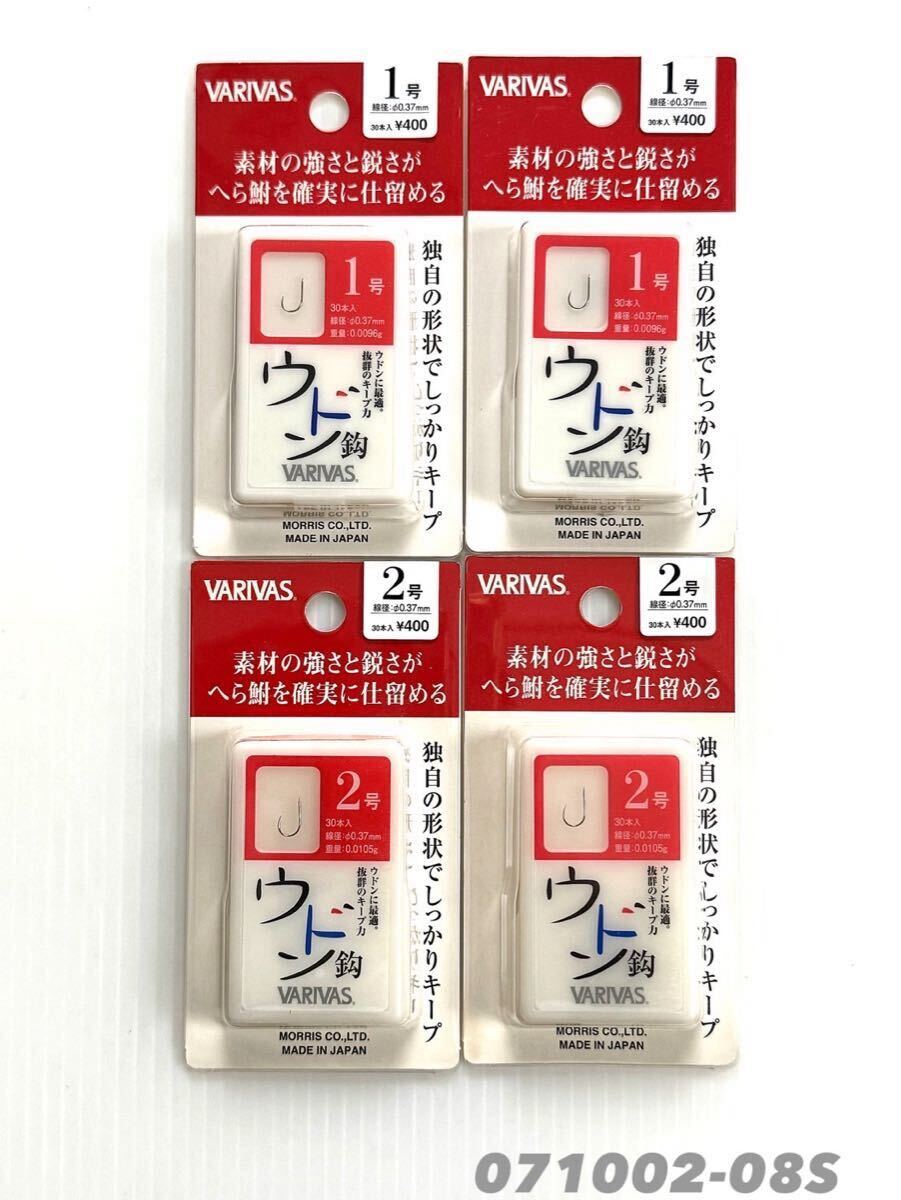 VARIVAS®
1号
線径:φ0.37mm
30本入 ¥400
素材の強さと鋭さが
へら鮒を確実に仕留める
独自の形状でしっかりキープ
1号
30本入
線径:φ0.37mm
重量:0.0096g
ウドンに最適。
抜群のキープ力
ウドン鈎
VARIVAS®
MORRIS CO.,LTD.
MADE IN JAPAN
VARIVAS®
1号
線径:φ0.37mm
30本入 ¥400
素材の強さと鋭さが
へら鮒を確実に仕留める
独自の形状でしっかりキープ
1号
30本入
線径:φ0.37mm
重量:0.0096g
ウドンに最適。
抜群のキープ力
ウドン鈎
VARIVAS®
MORRIS CO.,LTD.
MADE IN JAPAN
VARIVAS®
2号
線径:φ0.37mm
30本入 ¥400
素材の強さと鋭さが
へら鮒を確実に仕留める
独自の形状でしっかりキープ
2号
30本入
線径:φ0.37mm
重量:0.0105g
ウドンに最適。
抜群のキープ力
ウドン鈎
VARIVAS®
MORRIS CO.,LTD.
MADE IN JAPAN
VARIVAS®
2号
線径:φ0.37mm
30本入 ¥400
素材の強さと鋭さが
へら鮒を確実に仕留める
独自の形状でしっかりキープ
2号
30本入
線径:φ0.37mm
重量:0.0105g
ウドンに最適。
抜群のキープ力
ウドン鈎
VARIVAS®
MORRIS CO.,LTD.
MADE IN JAPAN
071002-08S